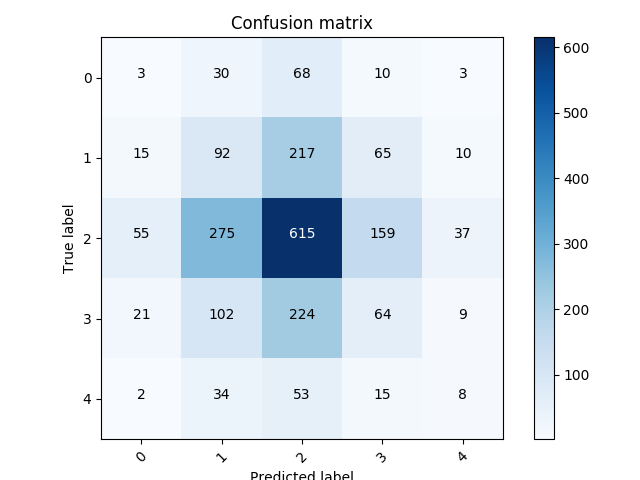 Confusion matrix
True label
0 3 30 68 10 3
1 15 92 217 65 10
2 55 275 615 159 37
3 21 102 224 64 9
4 2 34 53 15 8
0 1 2 3 4
Predicted label
600
500
400
300
200
100